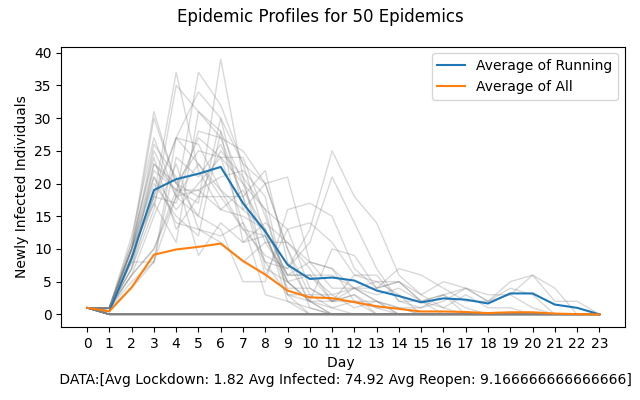 Epidemic Profiles for 50 Epidemics
40
35
30
25
20
15
10
5
0
Newly Infected Individuals
Average of Running
Average of All
0 1 2 3 4 5 6 7 8 9 10 11 12 13 14 15 16 17 18 19 20 21 22 23
Day
DATA:[Avg Lockdown: 1.82 Avg Infected: 74.92 Avg Reopen: 9.166666666666666]